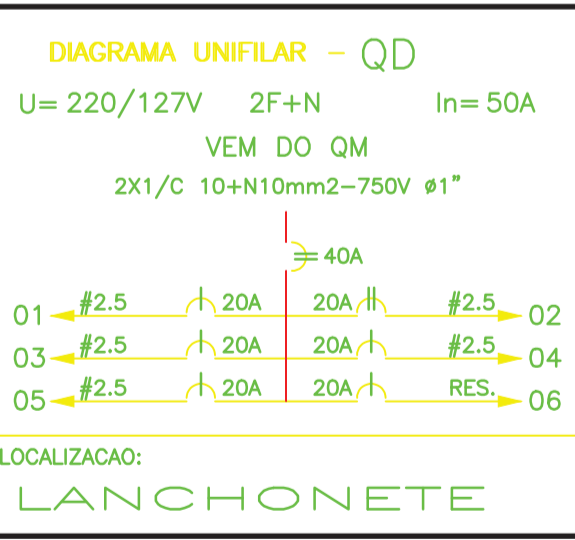 DIAGRAMA UNIFILAR - QD
U= 220/127V 2F+N In= 50A
VEM DO QM
2X1/C 10+N10mm2-750V ø1"
40A
01 #2.5 20A 20A #2.5 02
03 #2.5 20A 20A #2.5 04
05 #2.5 20A 20A RES. 06
LOCALIZACAO:
LANCHONETE